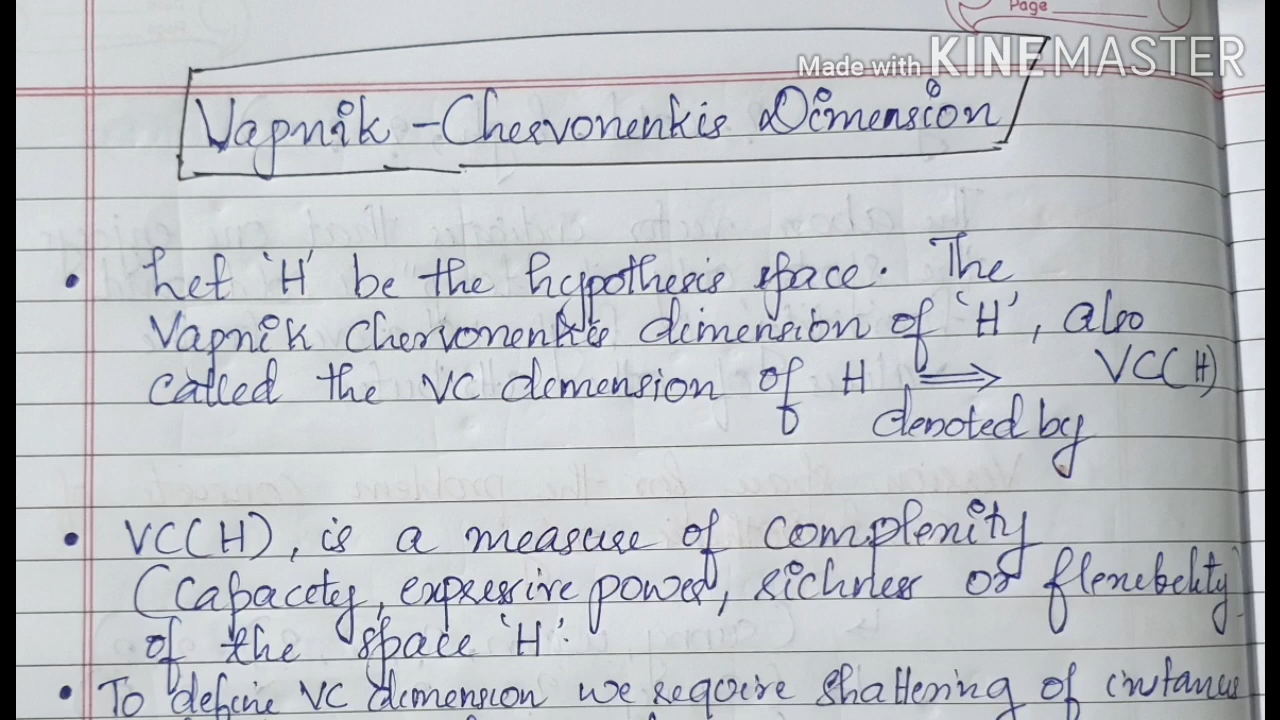 Page
Made with KINEMASTER
Vapnik - Chervonenkis Dimension
• Let 'H' be the hypothesis space. The
Vapnik Chervonenkis dimension of 'H', also
called the VC dimension of H ⟹ VC(H)
denoted by
• VC(H), is a measure of complexity
(Capacity, expressive power, richness or flexibility)
of the space 'H'.
• To define VC dimension we require shattering of instances